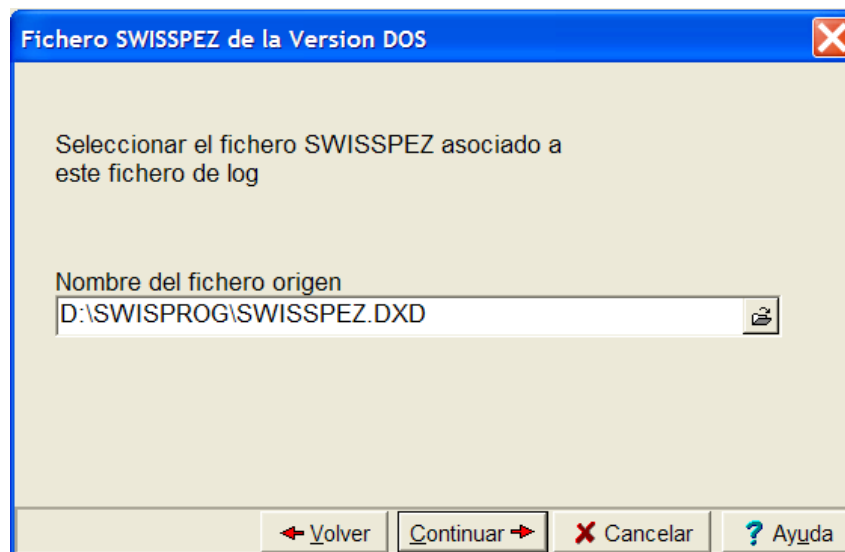 Fichero SWISSPEZ de la Version DOS
Seleccionar el fichero SWISSPEZ asociado a
este fichero de log
Nombre del fichero origen
D:\SWISPROG\SWISSPEZ.DXD
Volver Continuar Cancelar Ayuda